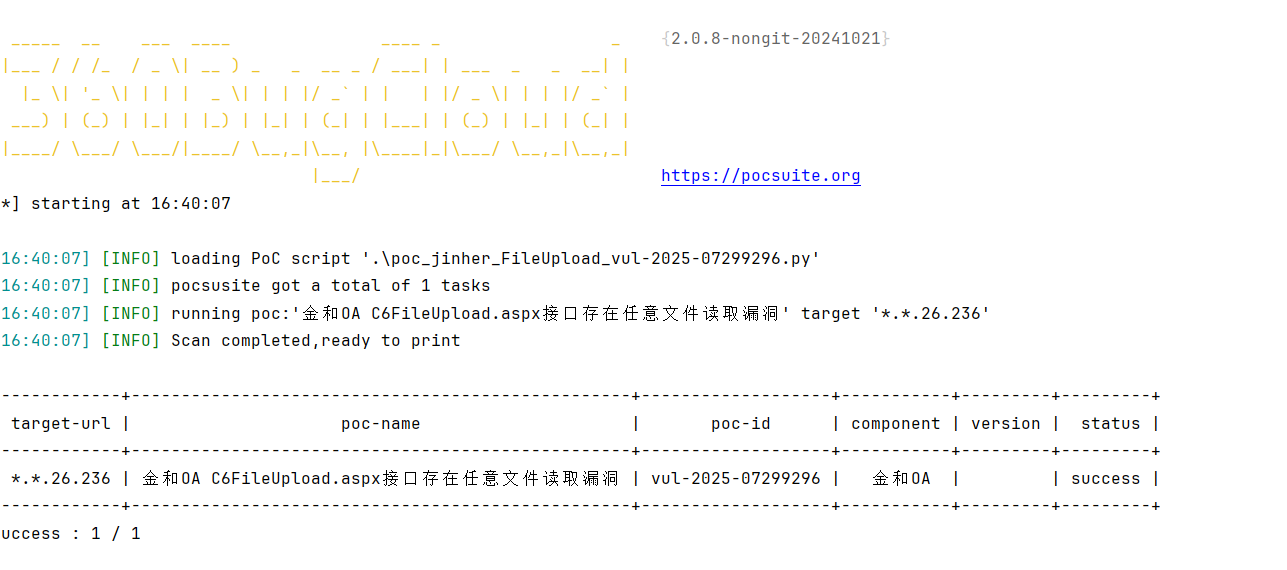 _____  __    ___  ____               ____ _                 _   {2.0.8-nongit-20241021}
|___ / / /_  / _ \| __ ) _   _  __ _ / ___| | ___  _   _  __| |
  |_ \| '_ \| | | |  _ \| | | |/ _` | |   | |/ _ \| | | |/ _` |
 ___) | (_) | |_| | |_) | |_| | (_| | |___| | (_) | |_| | (_| |
|____/ \___/ \___/|____/ \__,_|\__, |\____|_|\___/ \__,_|\__,_|
                               |___/                              https://pocsuite.org
*] starting at 16:40:07
16:40:07] [INFO] loading PoC script '.\poc_jinher_FileUpload_vul-2025-07299296.py'
16:40:07] [INFO] pocsusite got a total of 1 tasks
16:40:07] [INFO] running poc:'金和OA C6FileUpload.aspx接口存在任意文件读取漏洞' target '*.*.26.236'
16:40:07] [INFO] Scan completed,ready to print
------------+--------------------------------------------------+-------------------+-----------+---------+---------+
 target-url |                     poc-name                     |       poc-id      | component | version |  status |
------------+--------------------------------------------------+-------------------+-----------+---------+---------+
 *.*.26.236 | 金和OA C6FileUpload.aspx接口存在任意文件读取漏洞 | vul-2025-07299296 |   金和OA  |         | success |
------------+--------------------------------------------------+-------------------+-----------+---------+---------+
uccess : 1 / 1